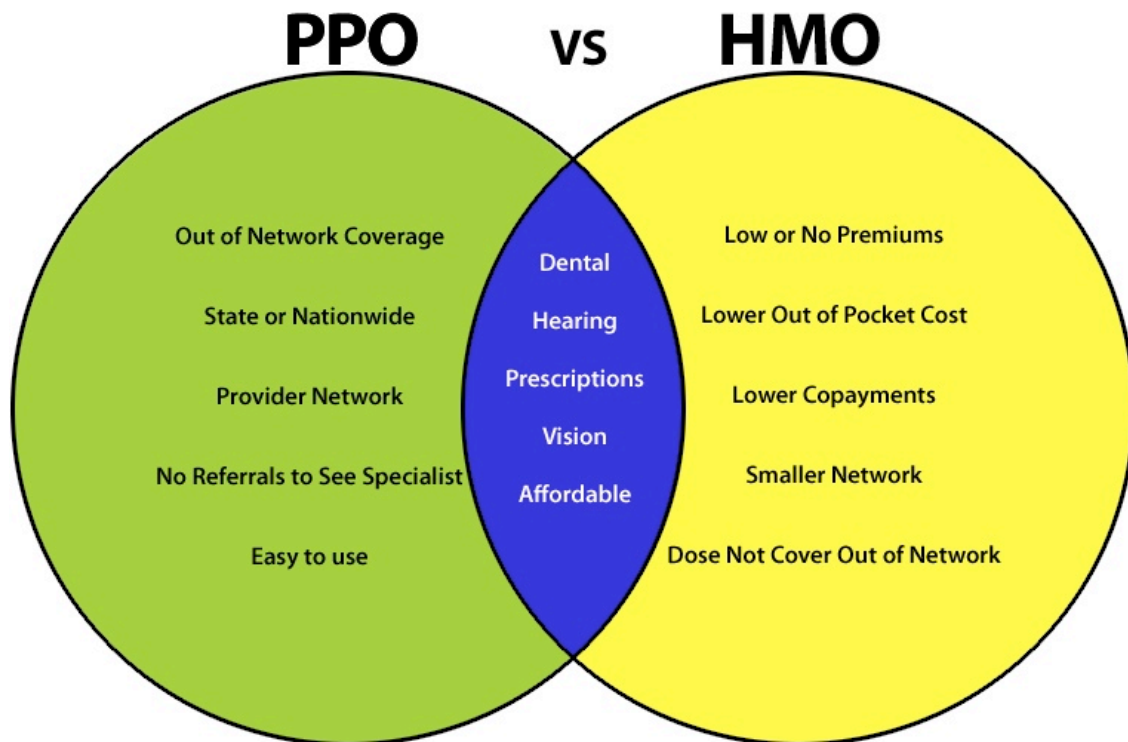 PPO VS HMO
Out of Network Coverage
State or Nationwide
Provider Network
No Referrals to See Specialist
Easy to use
Dental
Hearing
Prescriptions
Vision
Affordable
Low or No Premiums
Lower Out of Pocket Cost
Lower Copayments
Smaller Network
Dose Not Cover Out of Network